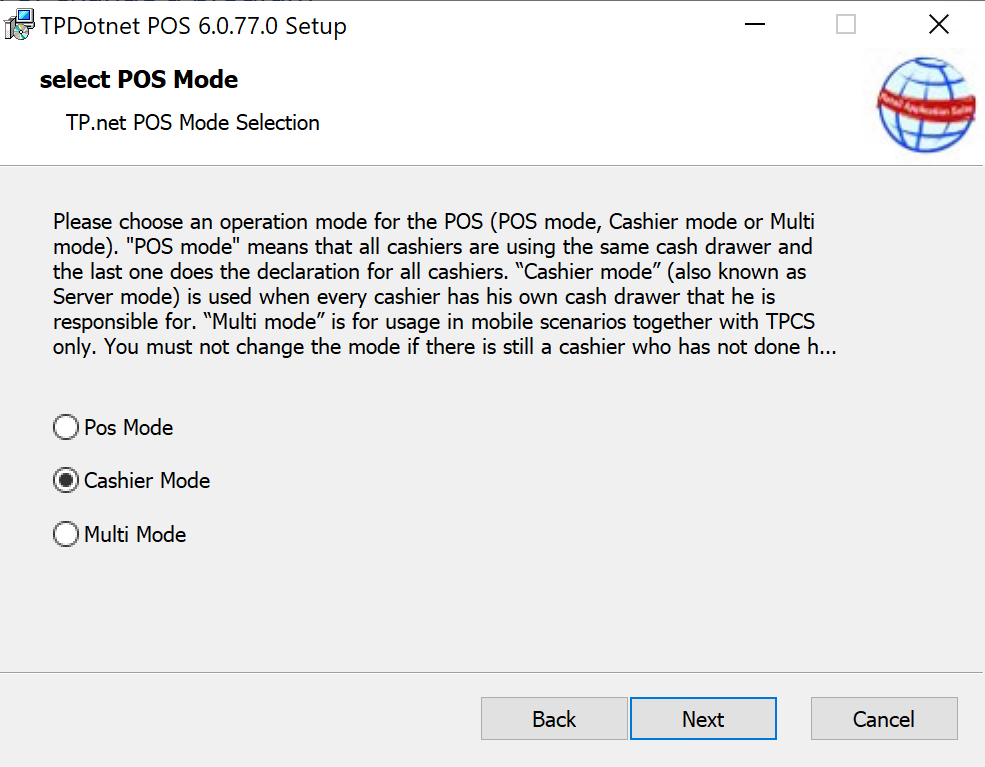 TPDotnet POS 6.0.77.0 Setup
select POS Mode
TP.net POS Mode Selection
Please choose an operation mode for the POS (POS mode, Cashier mode or Multi
mode). "POS mode" means that all cashiers are using the same cash drawer and
the last one does the declaration for all cashiers. “Cashier mode” (also known as
Server mode) is used when every cashier has his own cash drawer that he is
responsible for. “Multi mode” is for usage in mobile scenarios together with TPCS
only. You must not change the mode if there is still a cashier who has not done h...
Pos Mode
Cashier Mode
Multi Mode
Back
Next
Cancel